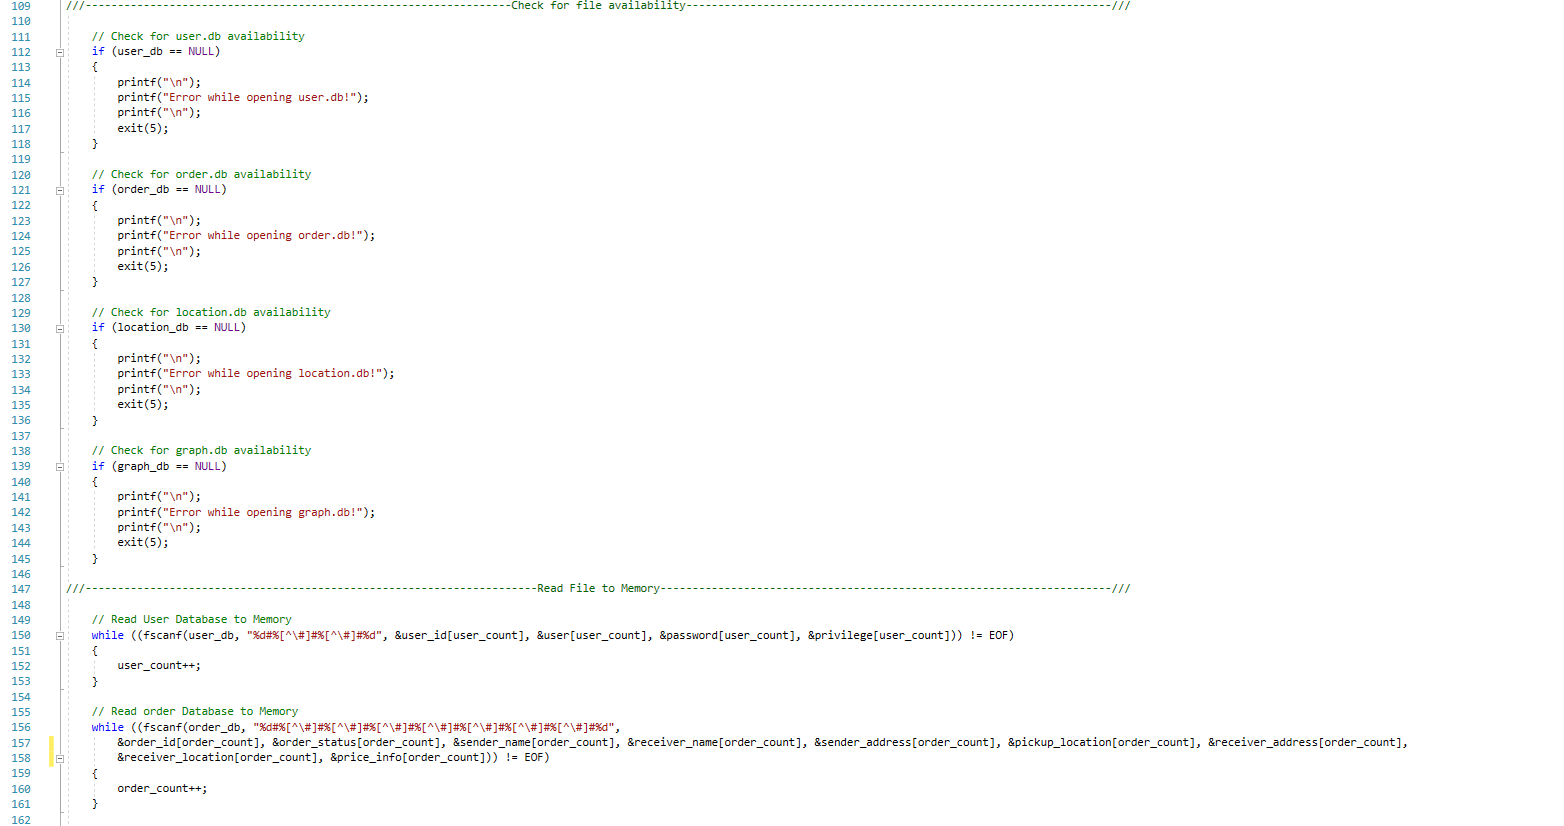 109 ///------------------------------------------------------------------Check for file availability------------------------------------------------------------------///
110
111 // Check for user.db availability
112 if (user_db == NULL)
113 {
114 printf("\n");
115 printf("Error while opening user.db!");
116 printf("\n");
117 exit(5);
118 }
119
120 // Check for order.db availability
121 if (order_db == NULL)
122 {
123 printf("\n");
124 printf("Error while opening order.db!");
125 printf("\n");
126 exit(5);
127 }
128
129 // Check for location.db availability
130 if (location_db == NULL)
131 {
132 printf("\n");
133 printf("Error while opening location.db!");
134 printf("\n");
135 exit(5);
136 }
137
138 // Check for graph.db availability
139 if (graph_db == NULL)
140 {
141 printf("\n");
142 printf("Error while opening graph.db!");
143 printf("\n");
144 exit(5);
145 }
146
147 ///----------------------------------------------------------------------Read File to Memory----------------------------------------------------------------------///
148
149 // Read User Database to Memory
150 while ((fscanf(user_db, "%d#%[^\#]#%[^\#]#%d", &user_id[user_count], &user[user_count], &password[user_count], &privilege[user_count])) != EOF)
151 {
152 user_count++;
153 }
154
155 // Read order Database to Memory
156 while ((fscanf(order_db, "%d#%[^\#]#%[^\#]#%[^\#]#%[^\#]#%[^\#]#%[^\#]#%[^\#]#%d",
157 &order_id[order_count], &order_status[order_count], &sender_name[order_count], &receiver_name[order_count], &sender_address[order_count], &pickup_location[order_count], &receiver_address[order_count],
158 &receiver_location[order_count], &price_info[order_count])) != EOF)
159 {
160 order_count++;
161 }
162